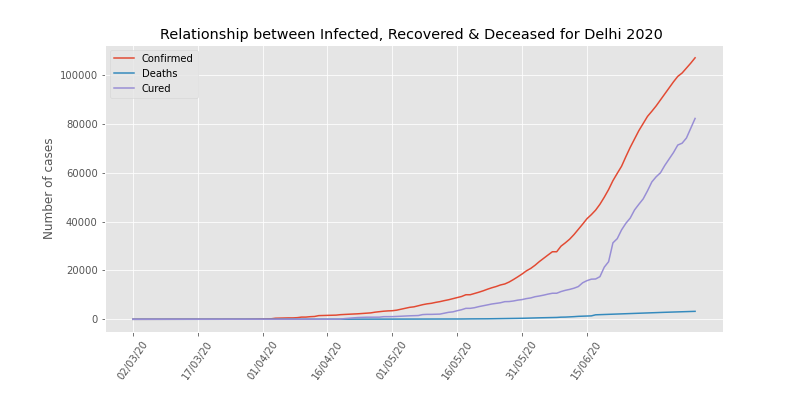 Relationship between Infected, Recovered & Deceased for Delhi 2020
Confirmed
Deaths
Cured
Number of cases
100000
80000
60000
40000
20000
0
02/03/20
17/03/20
01/04/20
16/04/20
01/05/20
16/05/20
31/05/20
15/06/20